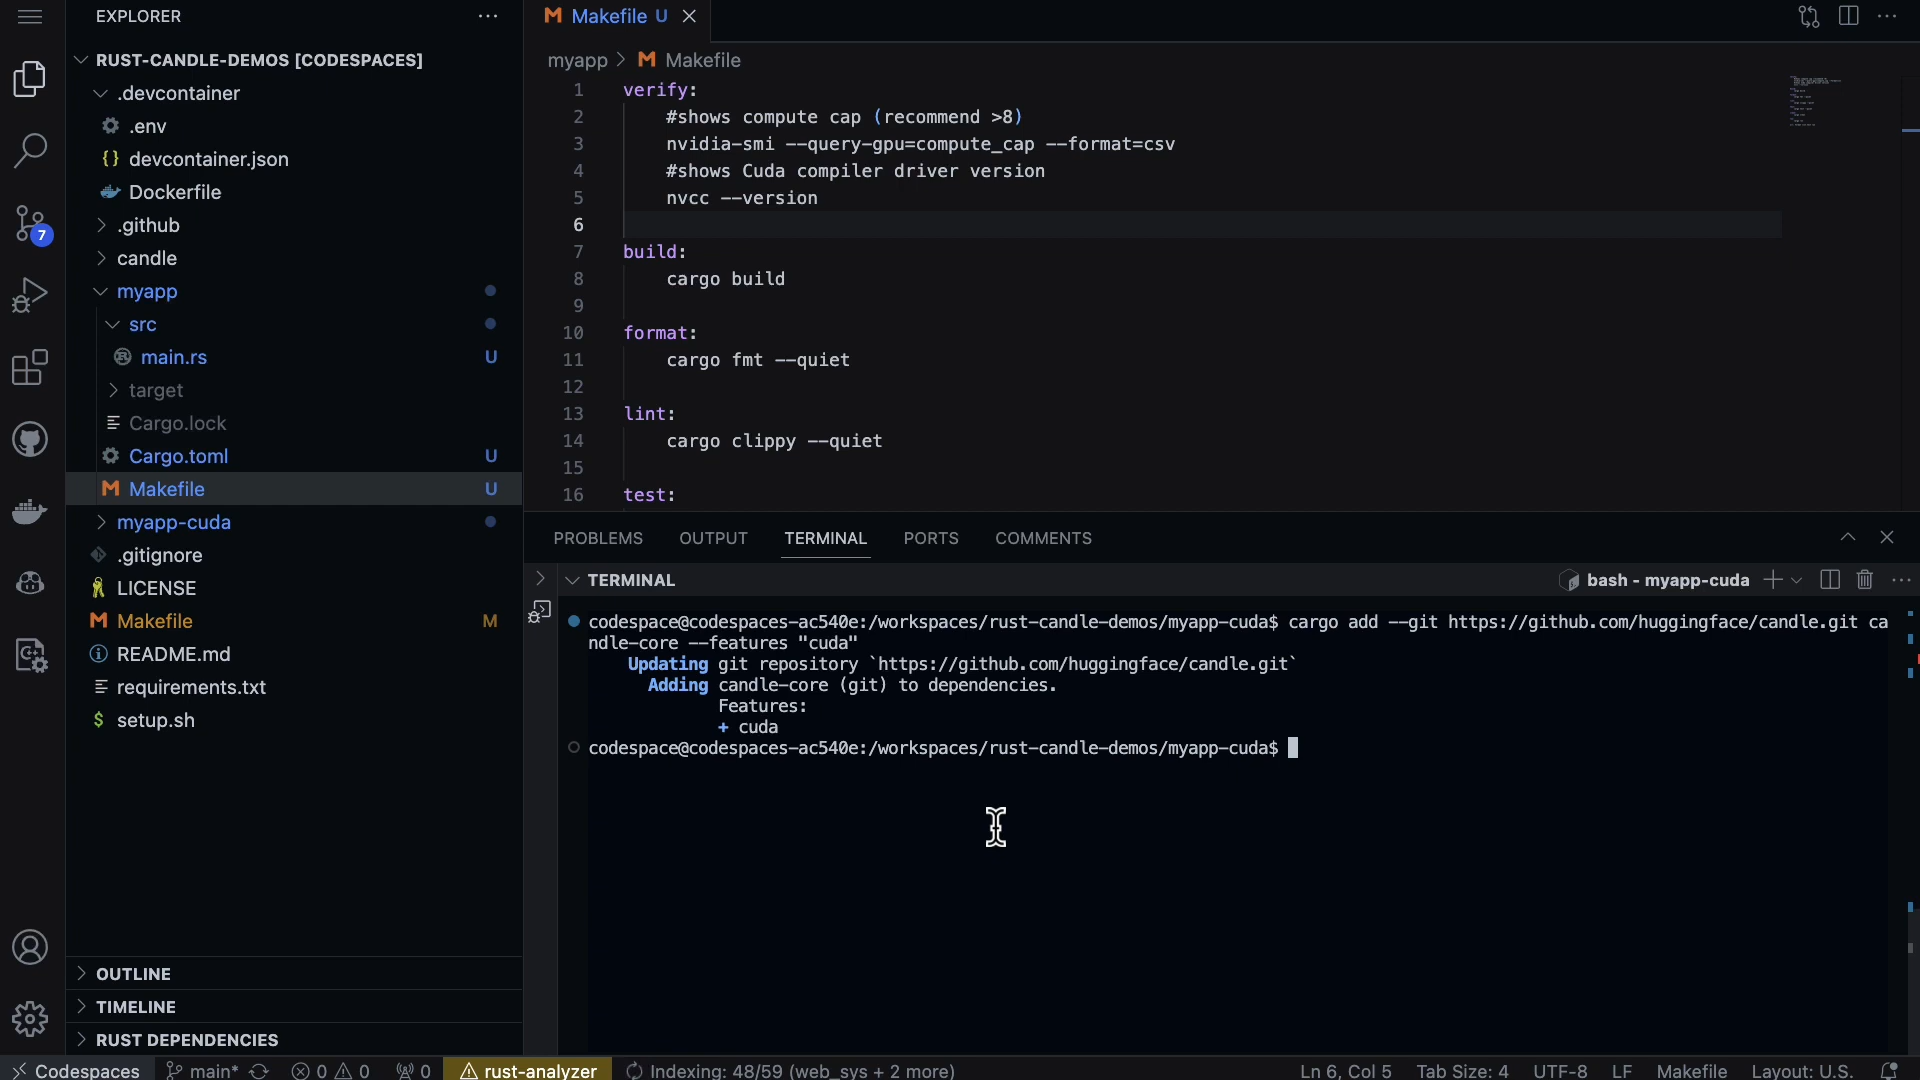 EXPLORER
RUST-CANDLE-DEMOS [CODESPACES]
.devcontainer
.env
{} devcontainer.json
Dockerfile
.github
7
candle
myapp
src
main.rs U
target
Cargo.lock
Cargo.toml U
M Makefile U
myapp-cuda
.gitignore
LICENSE
M Makefile M
README.md
requirements.txt
$ setup.sh
OUTLINE
TIMELINE
RUST DEPENDENCIES
M Makefile U
myapp > M Makefile
1 verify:
2 #shows compute cap (recommend >8)
3 nvidia-smi --query-gpu=compute_cap --format=csv
4 #shows Cuda compiler driver version
5 nvcc --version
6
7 build:
8 cargo build
9
10 format:
11 cargo fmt --quiet
12
13 lint:
14 cargo clippy --quiet
15
16 test:
PROBLEMS OUTPUT TERMINAL PORTS COMMENTS
TERMINAL bash - myapp-cuda
codespace@codespaces-ac540e:/workspaces/rust-candle-demos/myapp-cuda$ cargo add --git https://github.com/huggingface/candle.git ca
ndle-core --features "cuda"
Updating git repository `https://github.com/huggingface/candle.git`
Adding candle-core (git) to dependencies.
Features:
+ cuda
codespace@codespaces-ac540e:/workspaces/rust-candle-demos/myapp-cuda$
Codespaces main* 0 0 0 rust-analyzer Indexing: 48/59 (web_sys + 2 more) Ln 6, Col 5 Tab Size: 4 UTF-8 LF Makefile Layout: U.S.